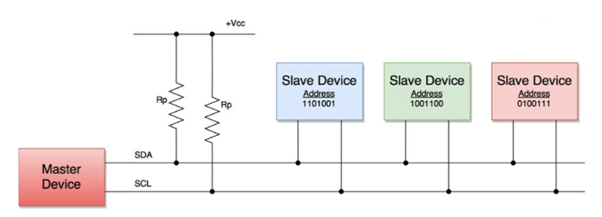 +Vcc
Rp
Rp
Slave Device
Address
1101001
Slave Device
Address
1001100
Slave Device
Address
0100111
SDA
SCL
Master
Device